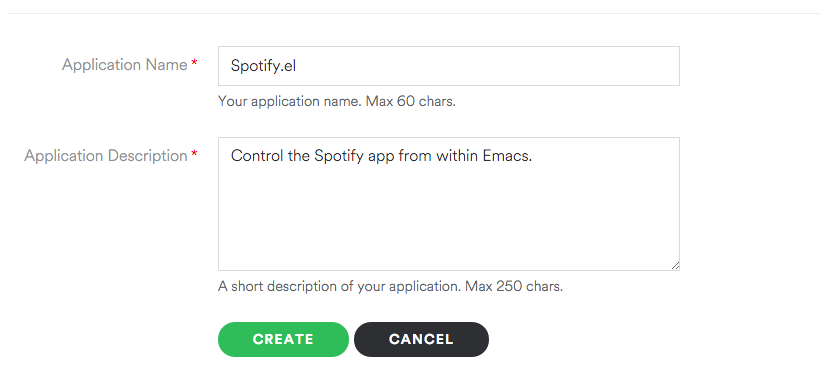 Application Name *
Spotify.el
Your application name. Max 60 chars.
Application Description *
Control the Spotify app from within Emacs.
A short description of your application. Max 250 chars.
CREATE
CANCEL